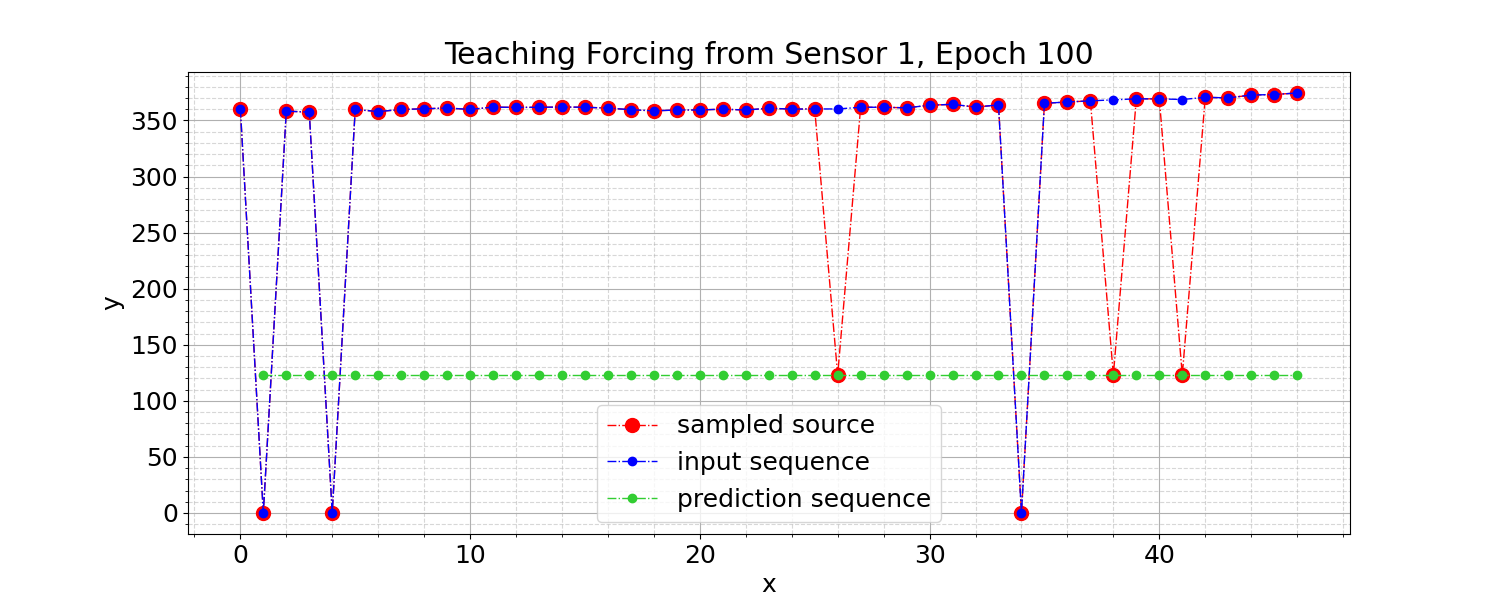 Teaching Forcing from Sensor 1, Epoch 100
y
350
300
250
200
150
100
50
0
sampled source
input sequence
prediction sequence
0 10 20 30 40
x